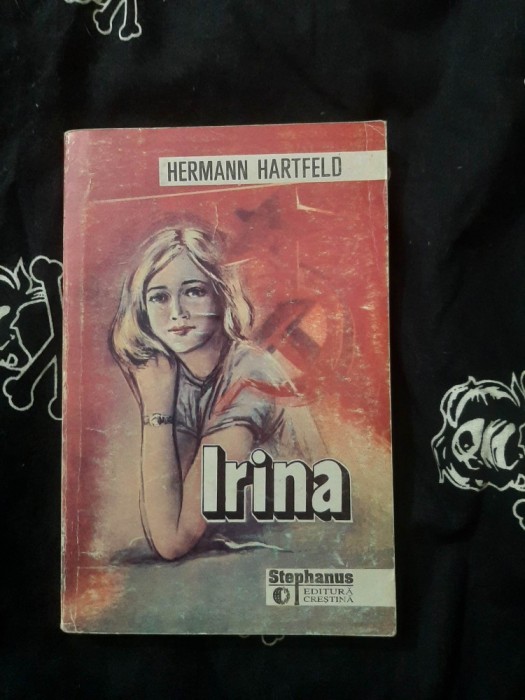 HERMANN HARTFELD
Irina
Stephanus
EDITURĂ
CREȘTINĂ